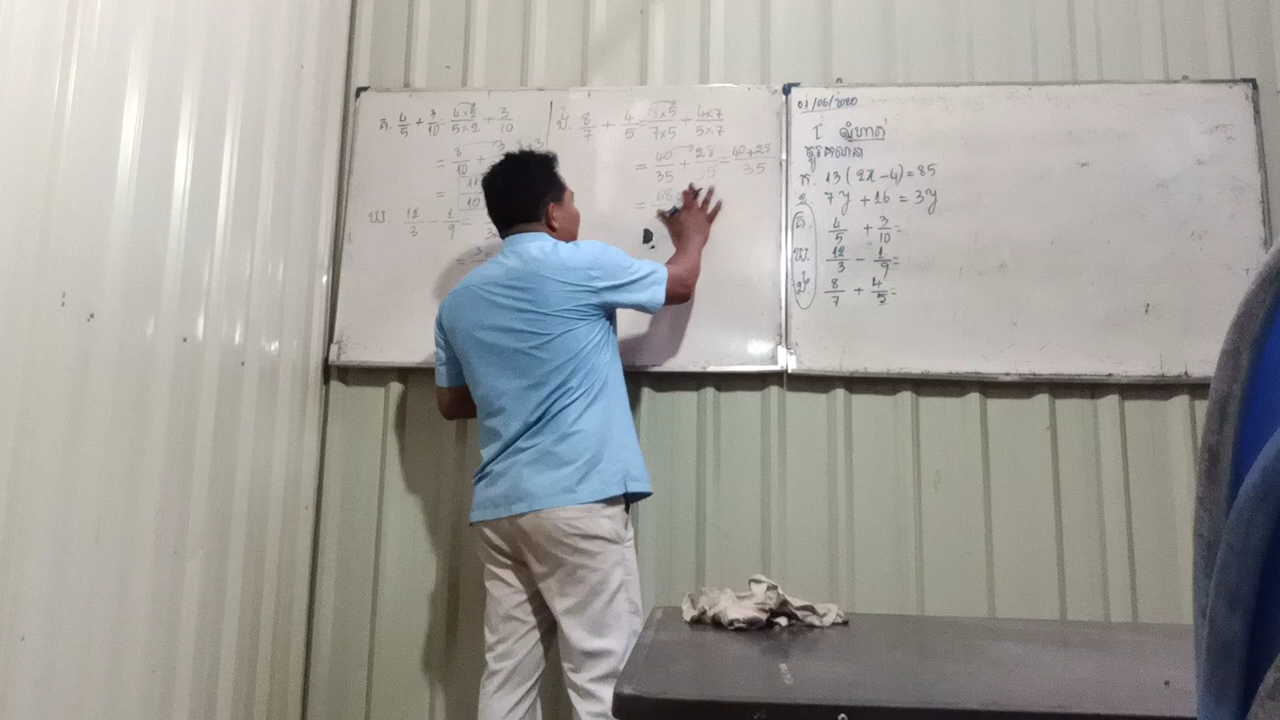 គ. 4/5 + 3/10 = 4×2/5×2 + 3/10
= 8/10 + 3
= 11/10
ឃ. 12/3 - 1/9 =
=
ង. 8/7 + 4/5 = 8×5/7×5 + 4×7/5×7
= 40/35 + 28/35 = 40+28/35
= 68
01/06/2020
I លំហាត់
ក. 13(2x-4)=85
ខ. 7y +16 = 3y
គ. 4/5 + 3/10 =
ឃ. 12/3 - 1/9 =
ង. 8/7 + 4/5 =